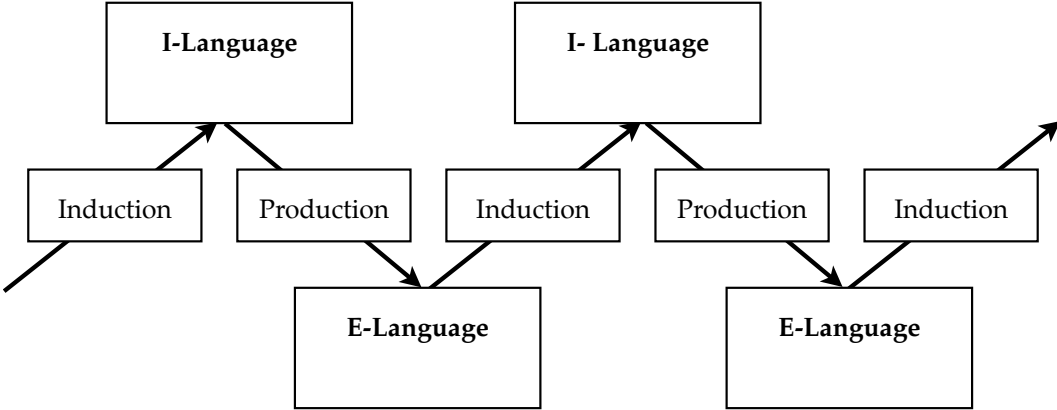 I-Language
I- Language
Induction
Production
Induction
Production
Induction
E-Language
E-Language